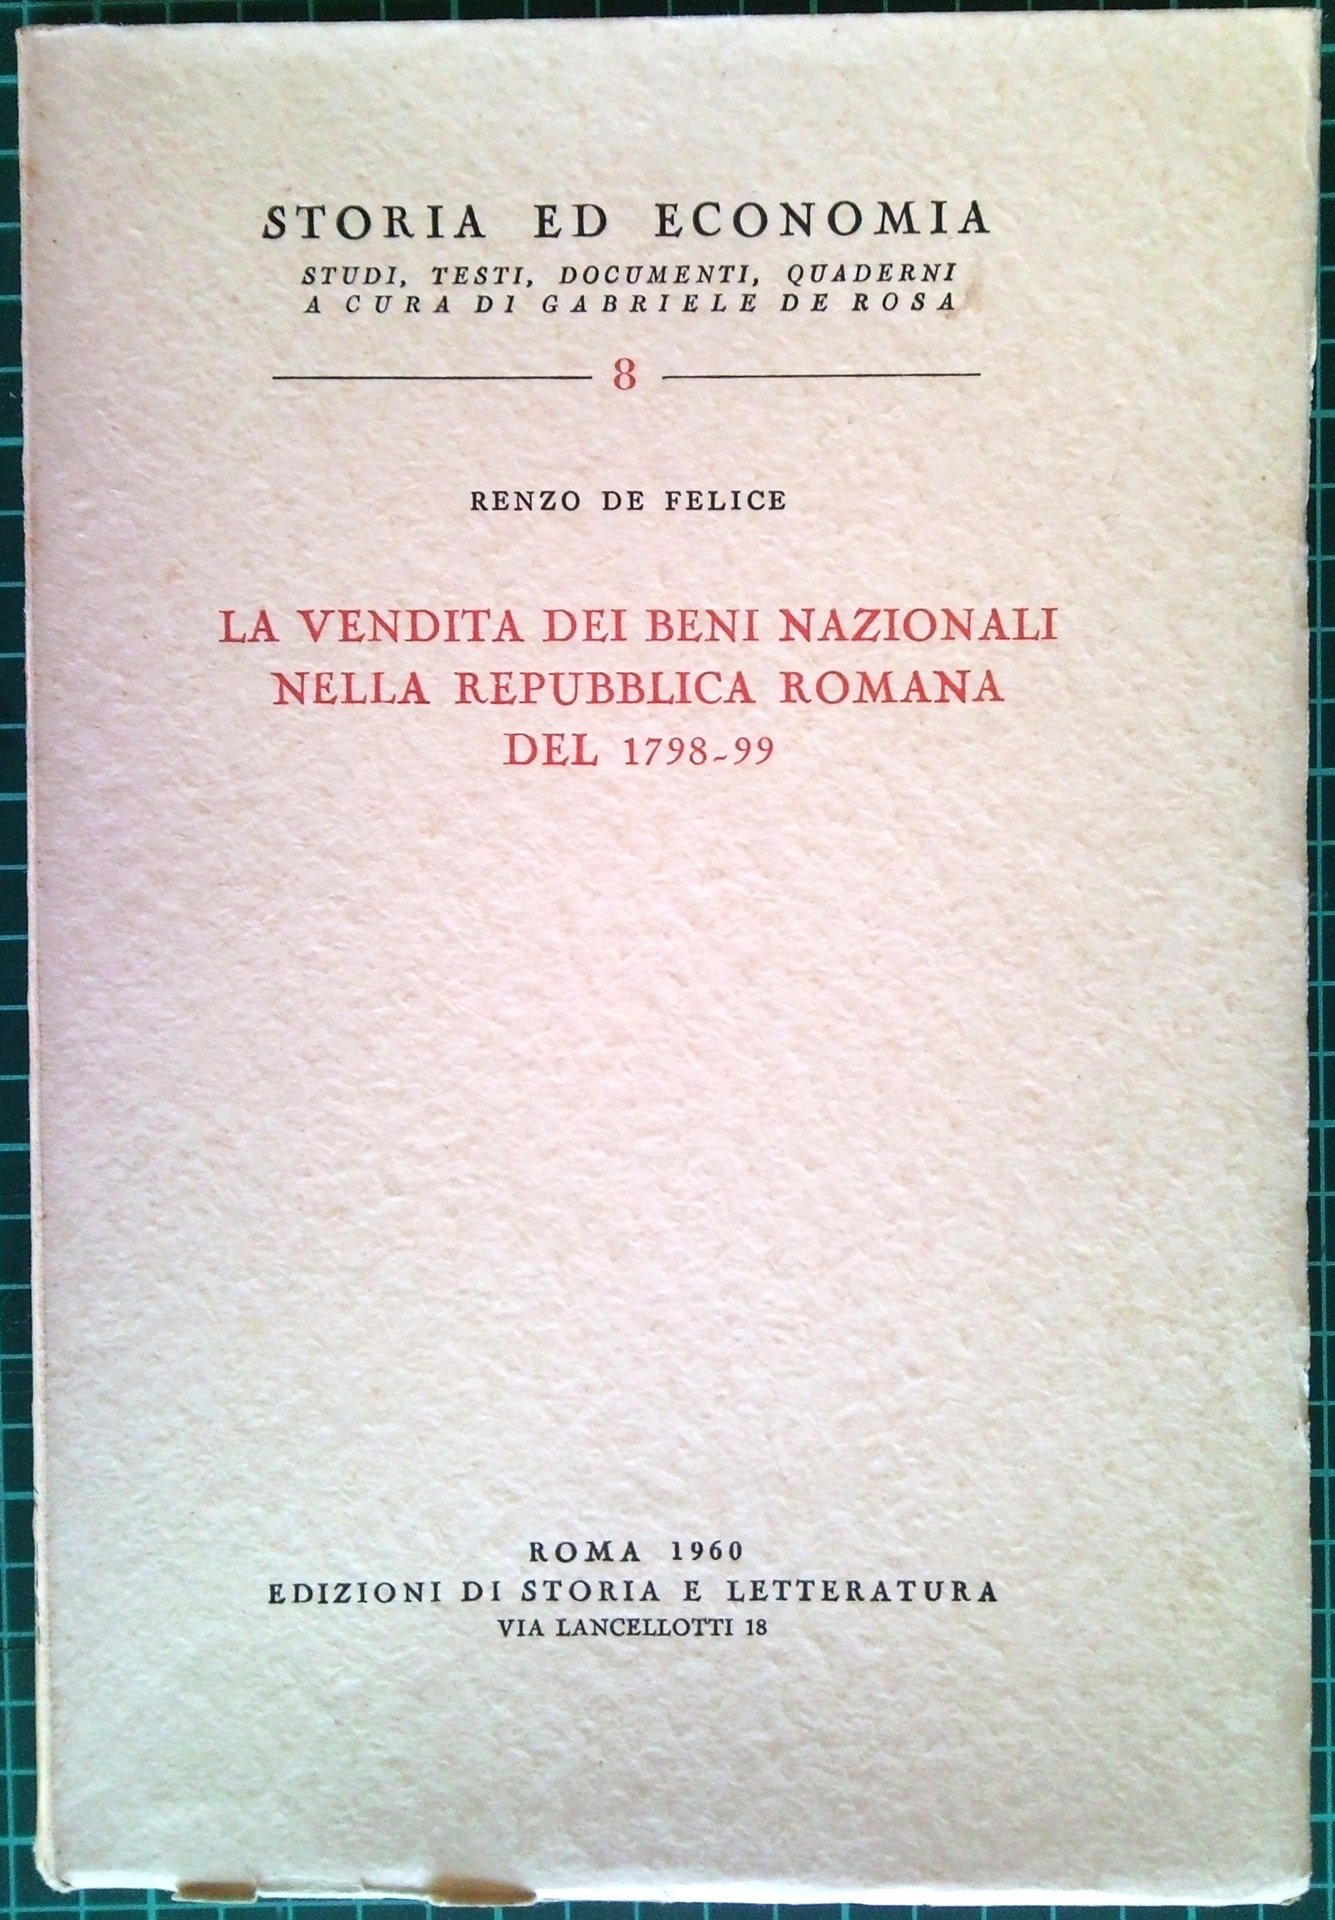 STORIA ED ECONOMIA
STUDI, TESTI, DOCUMENTI, QUADERNI
A CURA DI GABRIELE DE ROSA
8
RENZO DE FELICE
LA VENDITA DEI BENI NAZIONALI
NELLA REPUBBLICA ROMANA
DEL 1798-99
ROMA 1960
EDIZIONI DI STORIA E LETTERATURA
VIA LANCELLOTTI 18